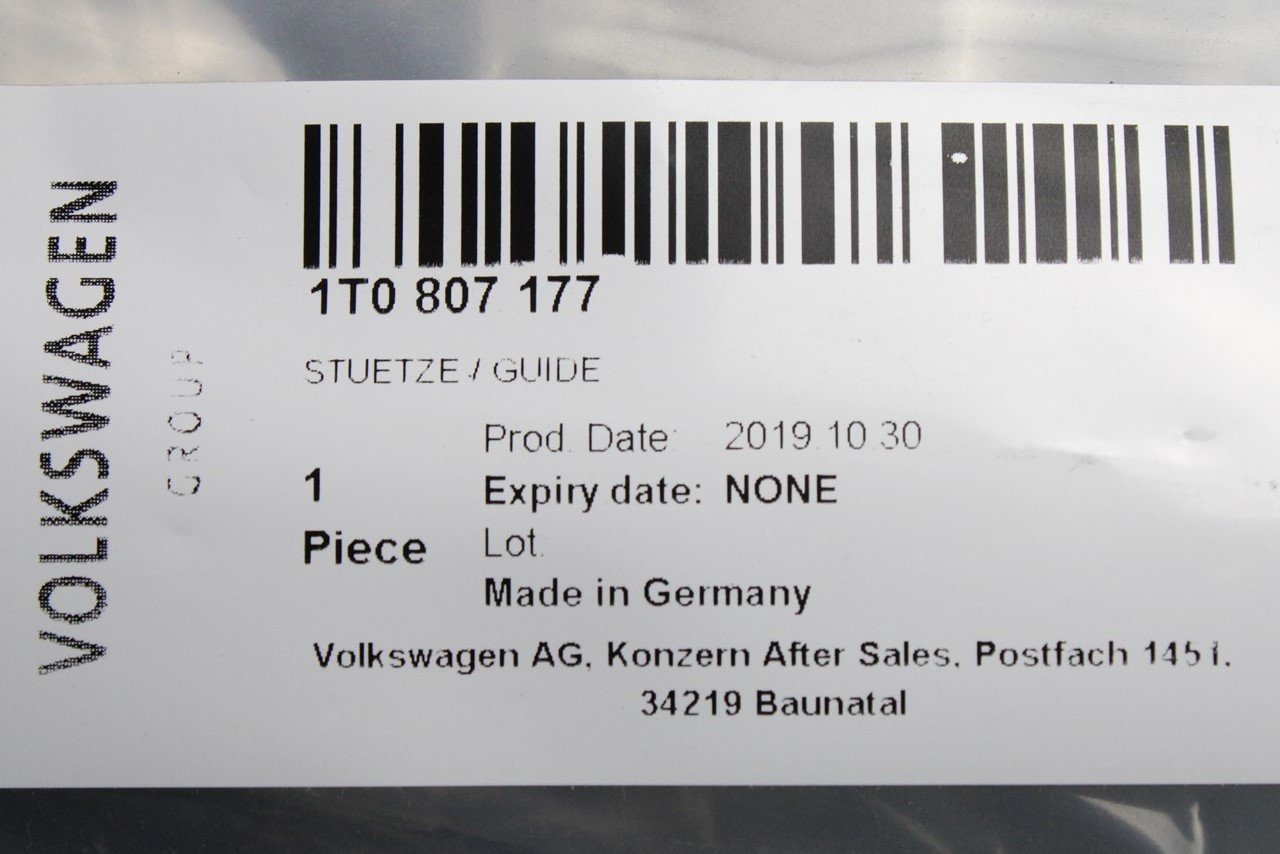 VOLKSWAGEN
GROUP
1T0 807 177
STUETZE / GUIDE
Prod. Date: 2019.10.30
1
Expiry date: NONE
Piece
Lot.
Made in Germany
Volkswagen AG, Konzern After Sales, Postfach 1451,
34219 Baunatal